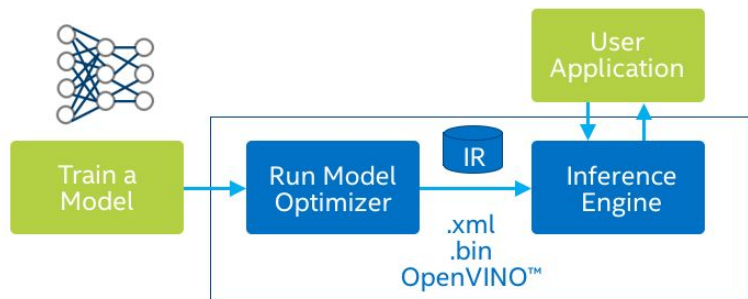 User
Application
Train a
Model
Run Model
Optimizer
IR
.xml
.bin
OpenVINO™
Inference
Engine